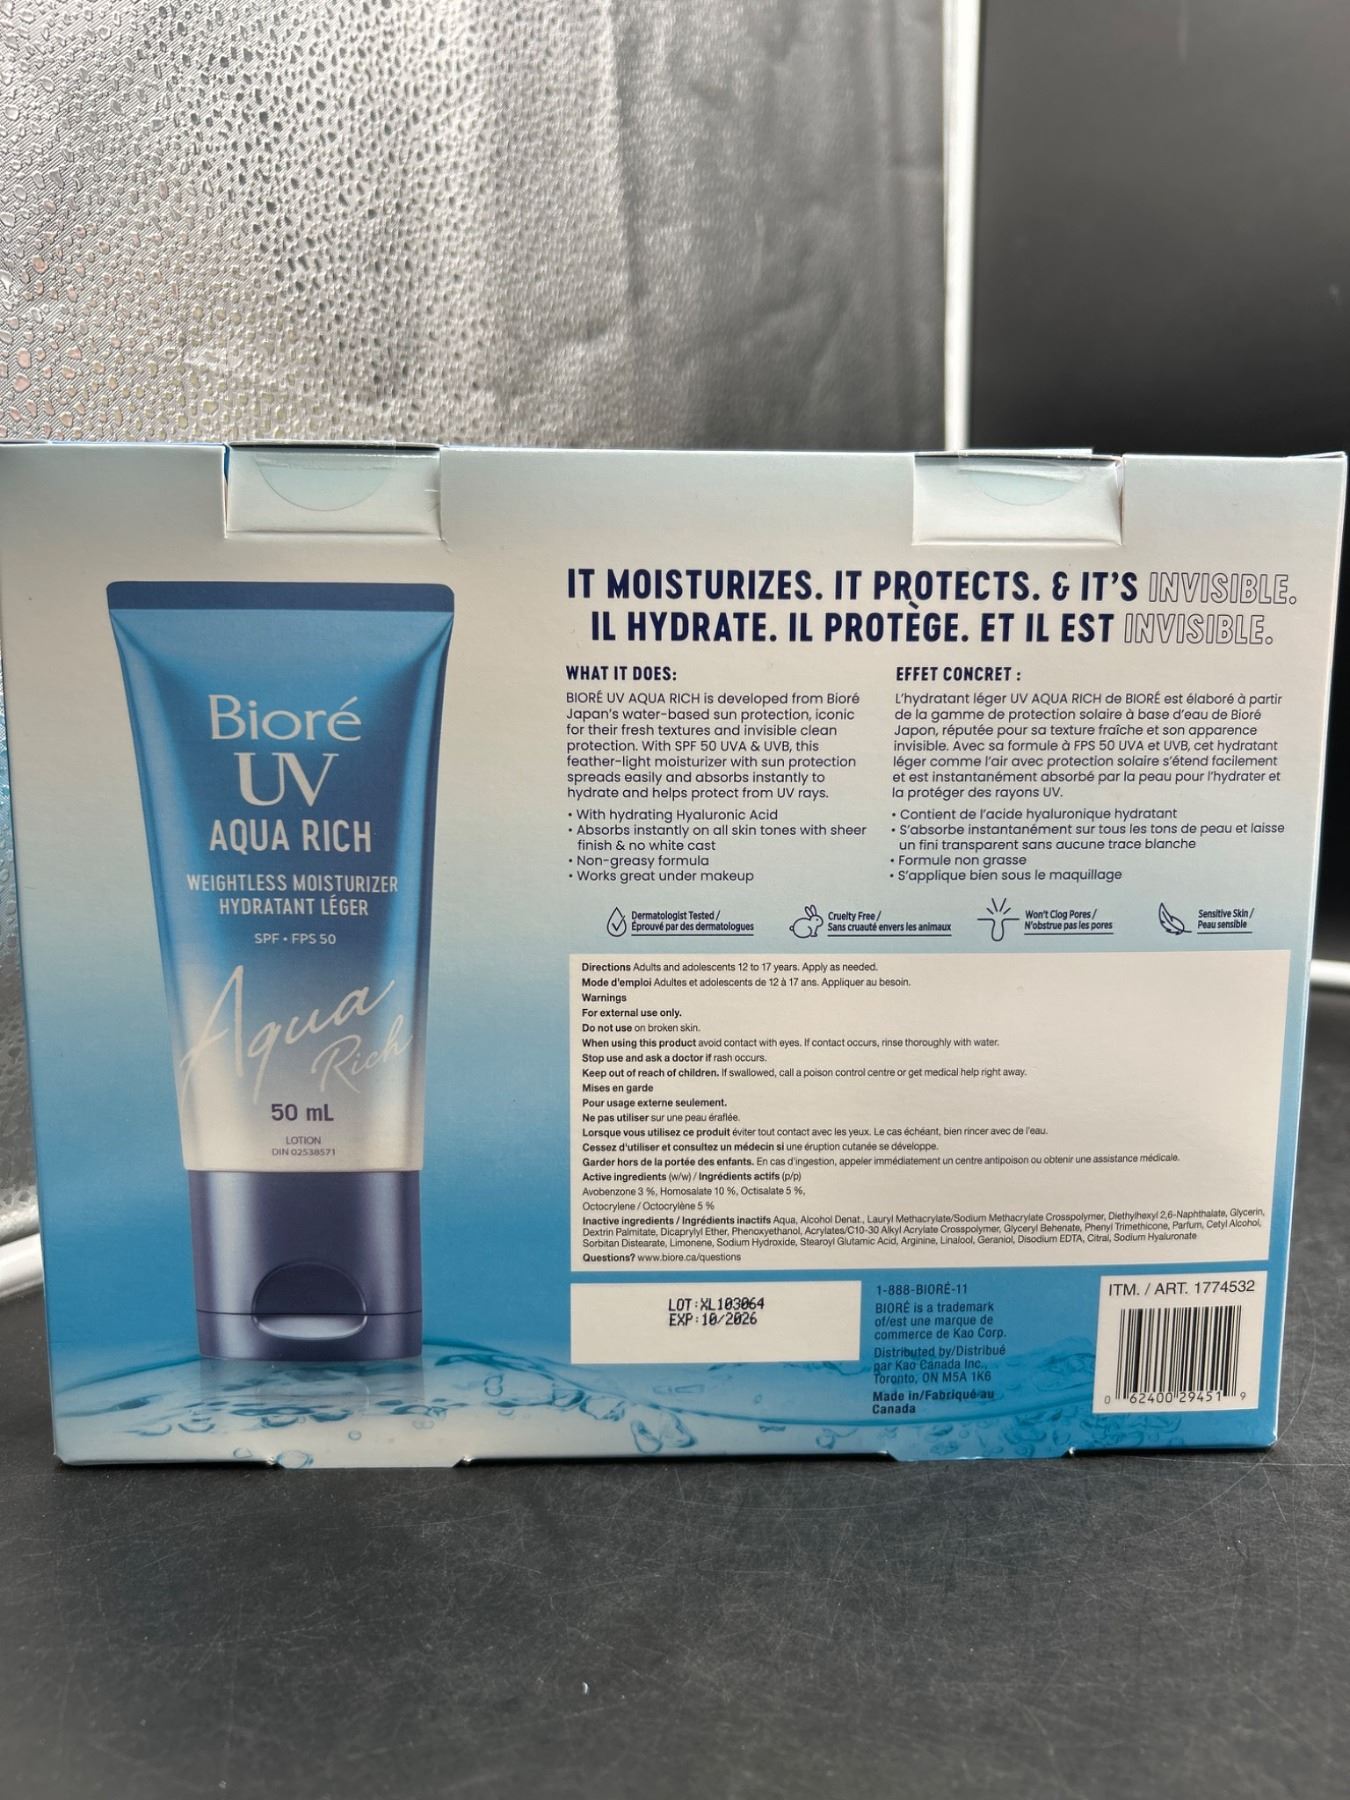 Bioré
UV
AQUA RICH
WEIGHTLESS MOISTURIZER
HYDRATANT LÉGER
SPF • FPS 50
Aqua
Rich
50 mL
LOTION
DIN 02538571
IT MOISTURIZES. IT PROTECTS. & IT'S INVISIBLE.
IL HYDRATE. IL PROTÈGE. ET IL EST INVISIBLE.
WHAT IT DOES:
BIORÉ UV AQUA RICH is developed from Bioré
Japan's water-based sun protection, iconic
for their fresh textures and invisible clean
protection. With SPF 50 UVA & UVB, this
feather-light moisturizer with sun protection
spreads easily and absorbs instantly to
hydrate and helps protect from UV rays.
• With hydrating Hyaluronic Acid
• Absorbs instantly on all skin tones with sheer
finish & no white cast
• Non-greasy formula
• Works great under makeup
EFFET CONCRET :
L'hydratant léger UV AQUA RICH de BIORÉ est élaboré à partir
de la gamme de protection solaire à base d'eau de Bioré
Japon, réputée pour sa texture fraîche et son apparence
invisible. Avec sa formule à FPS 50 UVA et UVB, cet hydratant
léger comme l'air avec protection solaire s'étend facilement
et est instantanément absorbé par la peau pour l'hydrater et
la protéger des rayons UV.
• Contient de l'acide hyaluronique hydratant
• S'absorbe instantanément sur tous les tons de peau et laisse
un fini transparent sans aucune trace blanche
• Formule non grasse
• S'applique bien sous le maquillage
Dermatologist Tested /
Éprouvé par des dermatologues
Cruelty Free /
Sans cruauté envers les animaux
Won't Clog Pores /
N'obstrue pas les pores
Sensitive Skin /
Peau sensible
Directions Adults and adolescents 12 to 17 years. Apply as needed.
Mode d'emploi Adultes et adolescents de 12 à 17 ans. Appliquer au besoin.
Warnings
For external use only.
Do not use on broken skin.
When using this product avoid contact with eyes. If contact occurs, rinse thoroughly with water.
Stop use and ask a doctor if rash occurs.
Keep out of reach of children. If swallowed, call a poison control centre or get medical help right away.
Mises en garde
Pour usage externe seulement.
Ne pas utiliser sur une peau éraflée.
Lorsque vous utilisez ce produit éviter tout contact avec les yeux. Le cas échéant, bien rincer avec de l'eau.
Cessez d'utiliser et consultez un médecin si une éruption cutanée se développe.
Garder hors de la portée des enfants. En cas d'ingestion, appeler immédiatement un centre antipoison ou obtenir une assistance médicale.
Active ingredients (w/w) / Ingrédients actifs (p/p)
Avobenzone 3 %, Homosalate 10 %, Octisalate 5 %,
Octocrylene / Octocrylène 5 %
Inactive ingredients / Ingrédients inactifs Aqua, Alcohol Denat., Lauryl Methacrylate/Sodium Methacrylate Crosspolymer, Diethylhexyl 2,6-Naphthalate, Glycerin,
Dextrin Palmitate, Dicaprylyl Ether, Phenoxyethanol, Acrylates/C10-30 Alkyl Acrylate Crosspolymer, Glyceryl Behenate, Phenyl Trimethicone, Parfum, Cetyl Alcohol,
Sorbitan Distearate, Limonene, Sodium Hydroxide, Stearoyl Glutamic Acid, Arginine, Linalool, Geraniol, Disodium EDTA, Citral, Sodium Hyaluronate
Questions? www.biore.ca/questions
LOT:XL103064
EXP:10/2026
1-888-BIORÉ-11
BIORÉ is a trademark
of/est une marque de
commerce de Kao Corp.
Distributed by/Distribué
par Kao Canada Inc.,
Toronto, ON M5A 1K6
Made in/Fabriqué au
Canada
ITM. / ART. 1774532
0 62400 29451 9